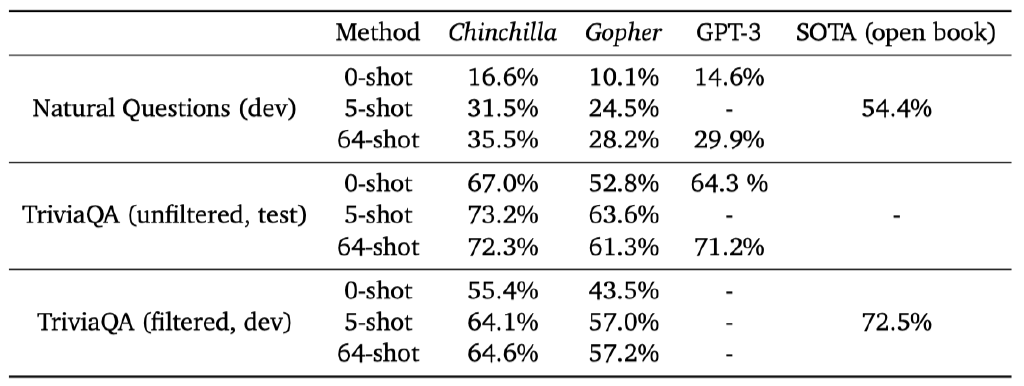 Method Chinchilla Gopher GPT-3 SOTA (open book)
0-shot 16.6% 10.1% 14.6%
Natural Questions (dev) 5-shot 31.5% 24.5% - 54.4%
64-shot 35.5% 28.2% 29.9%
0-shot 67.0% 52.8% 64.3 %
TriviaQA (unfiltered, test) 5-shot 73.2% 63.6% - -
64-shot 72.3% 61.3% 71.2%
0-shot 55.4% 43.5% -
TriviaQA (filtered, dev) 5-shot 64.1% 57.0% - 72.5%
64-shot 64.6% 57.2% -